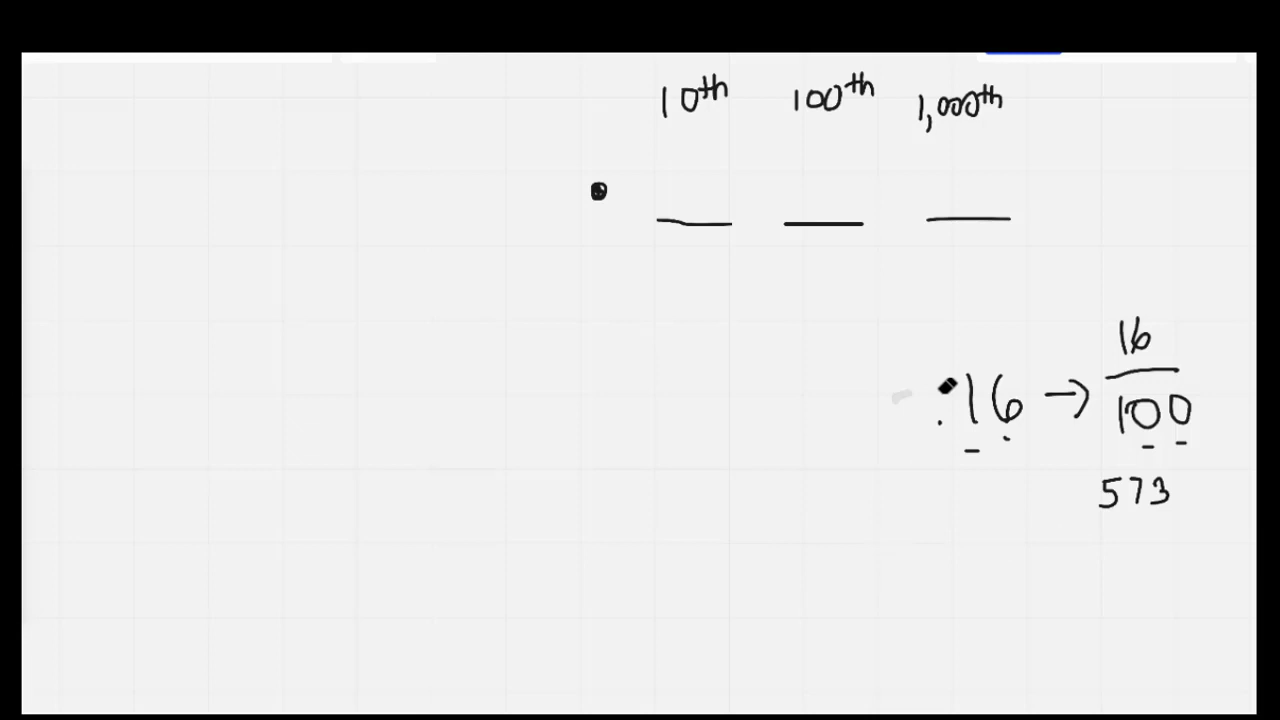 10th 100th 1,000th
. _ _ _
.16 → 16/100
573